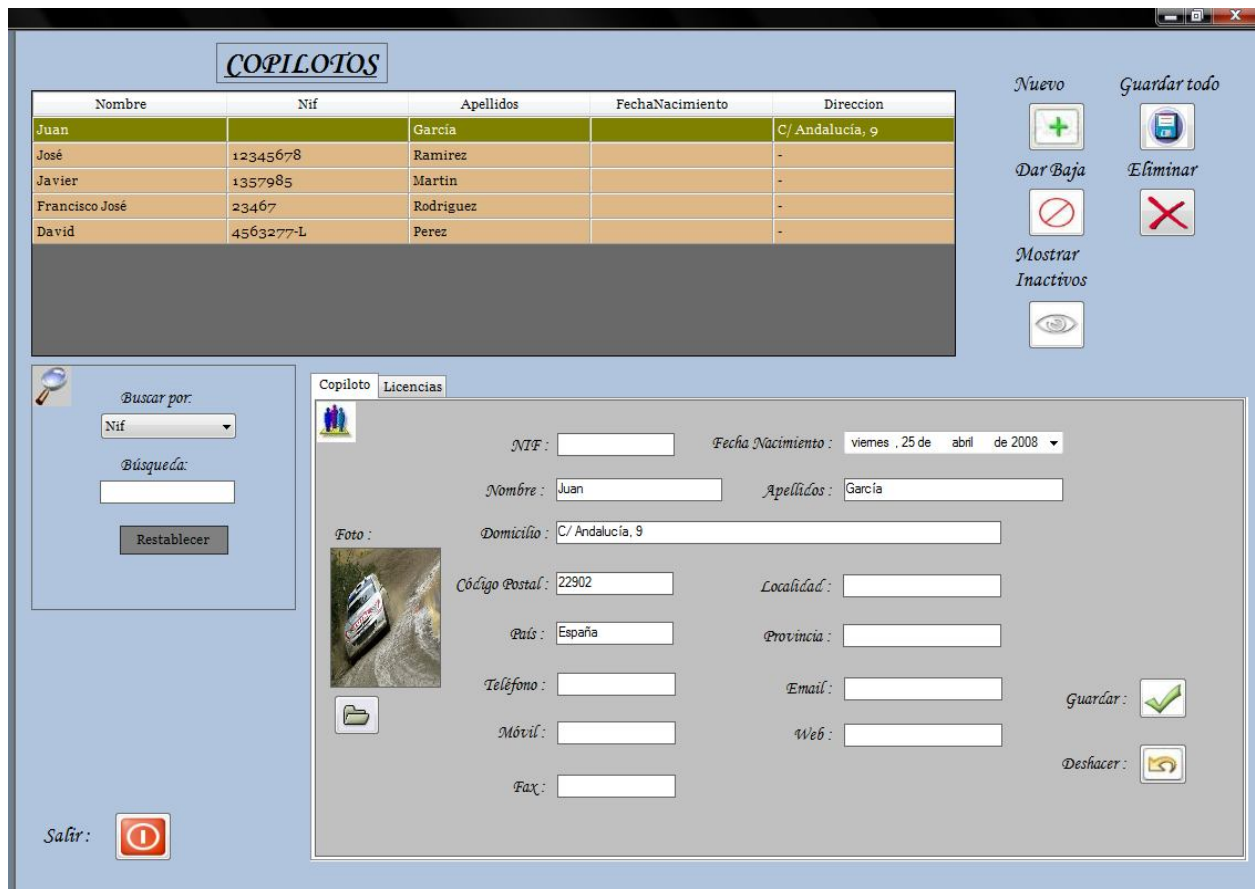 COPILOTOS
Nombre Nif Apellidos FechaNacimiento Direccion
Juan García C/ Andalucía, 9
José 12345678 Ramirez -
Javier 1357985 Martin -
Francisco José 23467 Rodriguez -
David 4563277-L Perez -
Nuevo Guardar todo
Dar Baja Eliminar
Mostrar
Inactivos
Buscar por:
Nif
Búsqueda:
Restablecer
Copiloto Licencias
NIF : Fecha Nacimiento : viernes , 25 de abril de 2008
Nombre : Juan Apellidos : García
Foto : Domicilio : C/ Andalucía, 9
Código Postal : 22902 Localidad :
País : España Provincia :
Teléfono : Email :
Móvil : Web :
Fax :
Guardar :
Deshacer :
Salir :